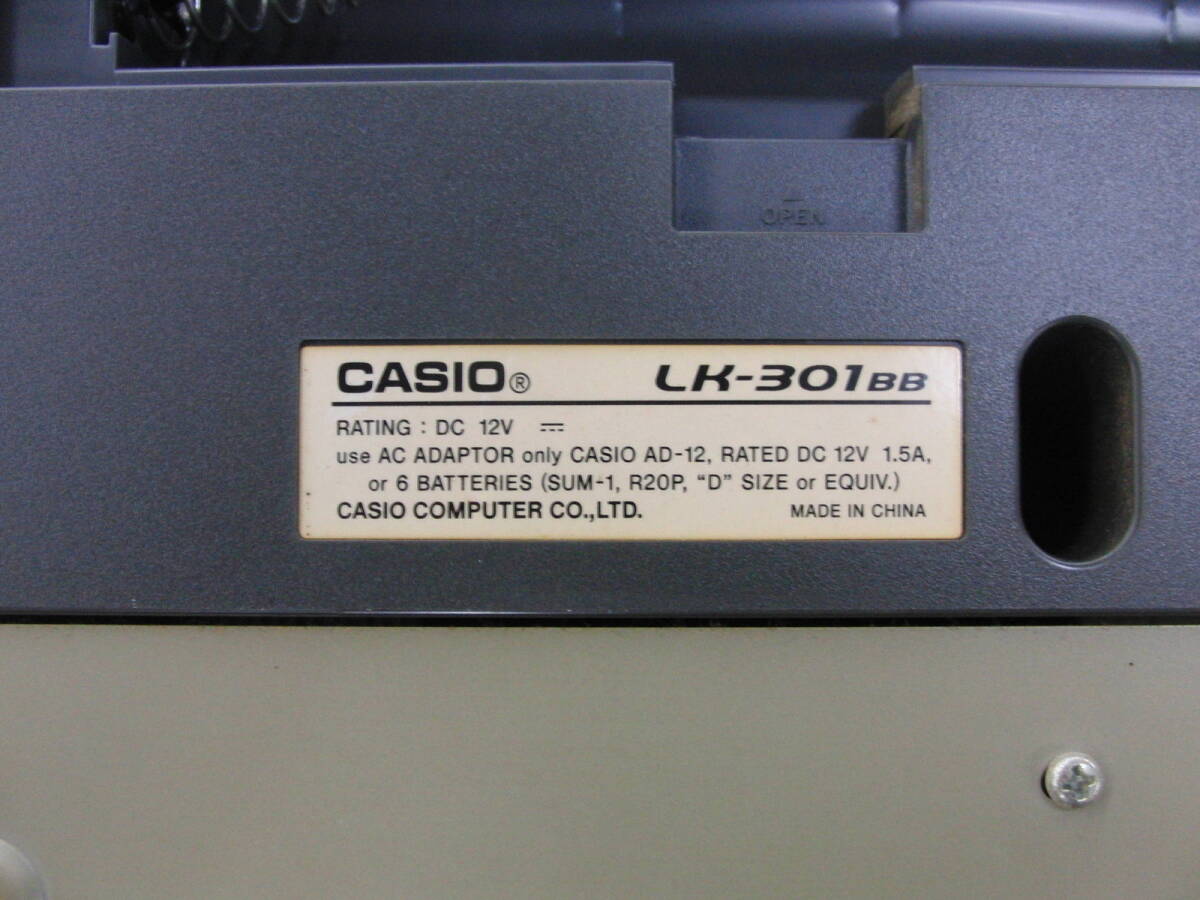 OPEN
CASIO® LK-301BB
RATING : DC 12V ⎓
use AC ADAPTOR only CASIO AD-12, RATED DC 12V 1.5A,
or 6 BATTERIES (SUM-1, R20P, “D” SIZE or EQUIV.)
CASIO COMPUTER CO.,LTD. MADE IN CHINA